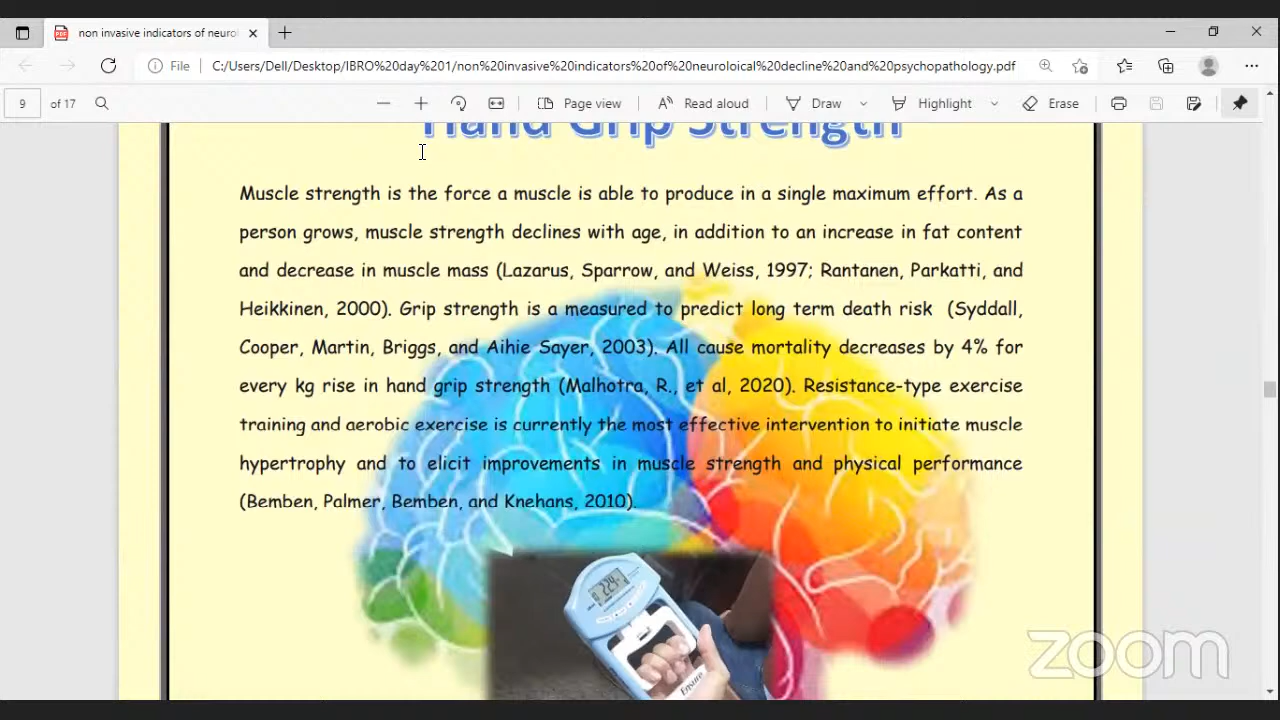 non invasive indicators of neurol
File
C:/Users/Dell/Desktop/IBRO%20day%201/non%20invasive%20indicators%20of%20neuroloical%20decline%20and%20psychopathology.pdf
9 of 17
Page view
Read aloud
Draw
Highlight
Erase
Hand Grip Strength
Muscle strength is the force a muscle is able to produce in a single maximum effort. As a
person grows, muscle strength declines with age, in addition to an increase in fat content
and decrease in muscle mass (Lazarus, Sparrow, and Weiss, 1997; Rantanen, Parkatti, and
Heikkinen, 2000). Grip strength is a measured to predict long term death risk (Syddall,
Cooper, Martin, Briggs, and Aihie Sayer, 2003). All cause mortality decreases by 4% for
every kg rise in hand grip strength (Malhotra, R., et al, 2020). Resistance-type exercise
training and aerobic exercise is currently the most effective intervention to initiate muscle
hypertrophy and to elicit improvements in muscle strength and physical performance
(Bemben, Palmer, Bemben, and Knehans, 2010).
22.4
Ensure
zoom